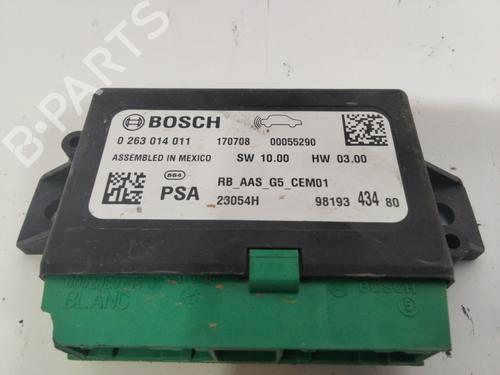 BOSCH
0 263 014 011 170708 00055290
ASSEMBLED IN MEXICO SW 10.00 HW 03.00
RB_AAS_G5_CEM01
PSA 23054H 98193 434 80
BLANC
B-PARTS